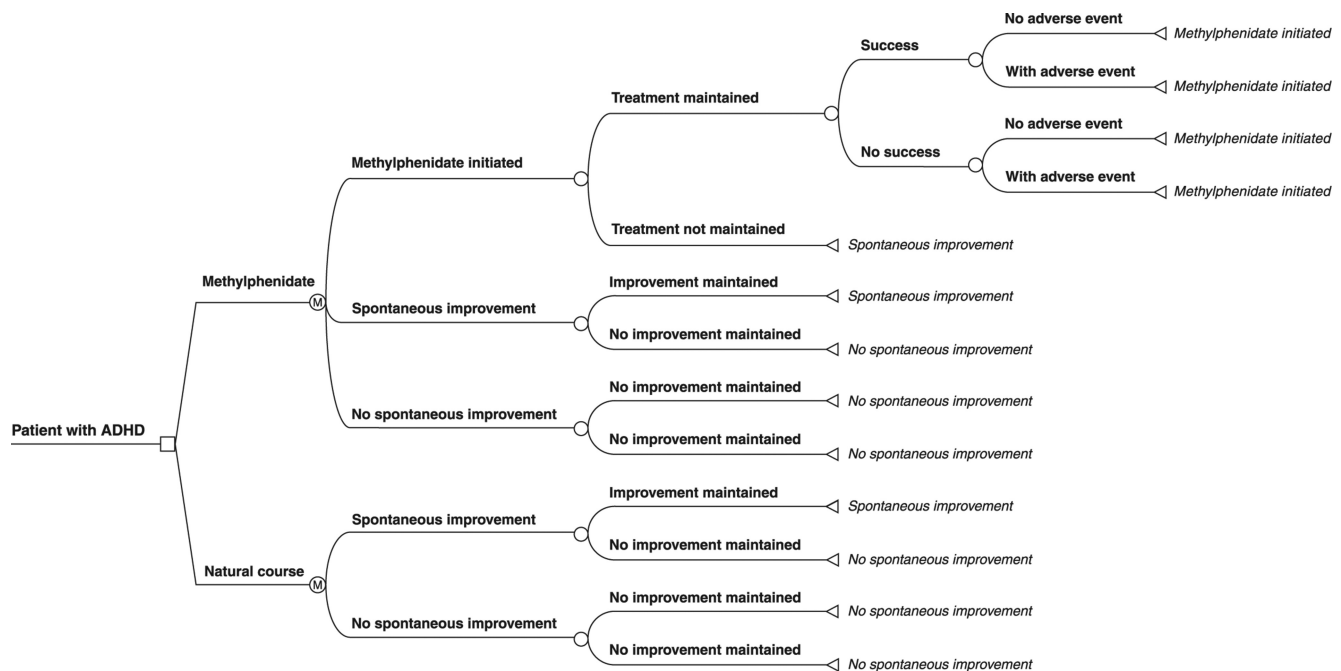 No adverse event
Methylphenidate initiated
Success
With adverse event
Methylphenidate initiated
Treatment maintained
No adverse event
Methylphenidate initiated
No success
Methylphenidate initiated
With adverse event
Methylphenidate initiated
Treatment not maintained
Spontaneous improvement
Methylphenidate
Improvement maintained
Spontaneous improvement
M
Spontaneous improvement
No improvement maintained
No spontaneous improvement
No improvement maintained
No spontaneous improvement
No spontaneous improvement
Patient with ADHD
No improvement maintained
No spontaneous improvement
Improvement maintained
Spontaneous improvement
Spontaneous improvement
No improvement maintained
No spontaneous improvement
Natural course
M
No improvement maintained
No spontaneous improvement
No spontaneous improvement
No improvement maintained
No spontaneous improvement